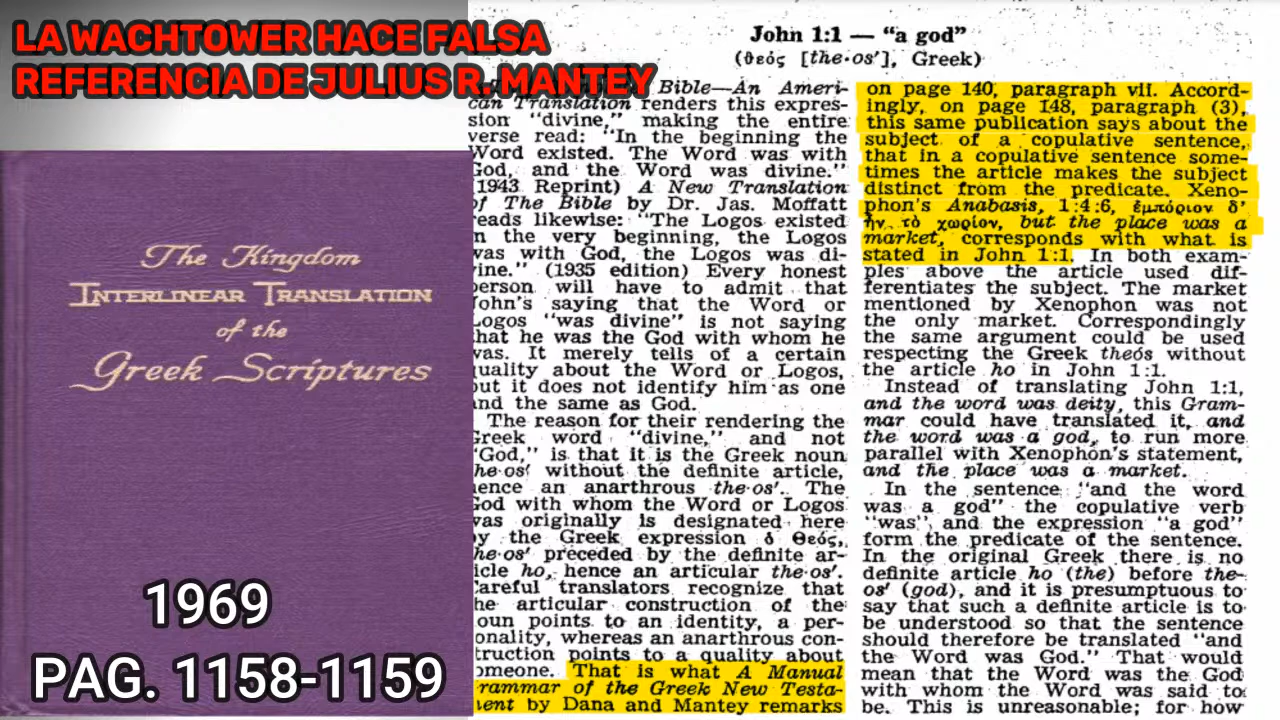 LA WACHTOWER HACE FALSA
REFERENCIA DE JULIUS R. MANTEY
The Kingdom
INTERLINEAR TRANSLATION
of the
Greek Scriptures
1969
PAG. 1158-1159
John 1:1 — “a god”
(θεός [the·os′], Greek)
Bible—An Ameri-
can Translation renders this expres-
sion “divine,” making the entire
verse read: “In the beginning the
Word existed. The Word was with
God, and the Word was divine.”
(1943 Reprint) A New Translation
of The Bible by Dr. Jas. Moffatt
eads likewise: “The Logos existed
n the very beginning, the Logos
was with God, the Logos was di-
vine.” (1935 edition) Every honest
person will have to admit that
John’s saying that the Word or
Logos “was divine” is not saying
hat he was the God with whom he
was. It merely tells of a certain
quality about the Word or Logos,
but it does not identify him as one
and the same as God.
The reason for their rendering the
Greek word “divine,” and not
“God,” is that it is the Greek noun
he·os′ without the definite article,
hence an anarthrous the·os′. The
God with whom the Word or Logos
was originally is designated here
by the Greek expression ὁ θεός,
he·os′ preceded by the definite ar-
icle ho, hence an articular the·os′.
Careful translators recognize that
he articular construction of the
noun points to an identity, a per-
onality, whereas an anarthrous con-
truction points to a quality about
omeone. That is what A Manual
rammar of the Greek New Testa-
ment by Dana and Mantey remarks
on page 140, paragraph vii. Accord-
ingly, on page 148, paragraph (3),
this same publication says about the
subject of a copulative sentence,
that in a copulative sentence some-
times the article makes the subject
distinct from the predicate. Xeno-
phon’s Anabasis, 1:4:6, ἐμπόριον δ’
ἦν τὸ χωρίον, but the place was a
market, corresponds with what is
stated in John 1:1. In both exam-
ples above the article used dif-
ferentiates the subject. The market
mentioned by Xenophon was not
the only market. Correspondingly
the same argument could be used
respecting the Greek theós without
the article ho in John 1:1.
Instead of translating John 1:1,
and the word was deity, this Gram-
mar could have translated it, and
the word was a god, to run more
parallel with Xenophon’s statement,
and the place was a market.
In the sentence “and the word
was a god” the copulative verb
“was” and the expression “a god”
form the predicate of the sentence.
In the original Greek there is no
definite article ho (the) before the-
os′ (god), and it is presumptuous to
say that such a definite article is to
be understood so that the sentence
should therefore be translated “and
the Word was God.” That would
mean that the Word was the God
with whom the Word was said to
be. This is unreasonable; for how